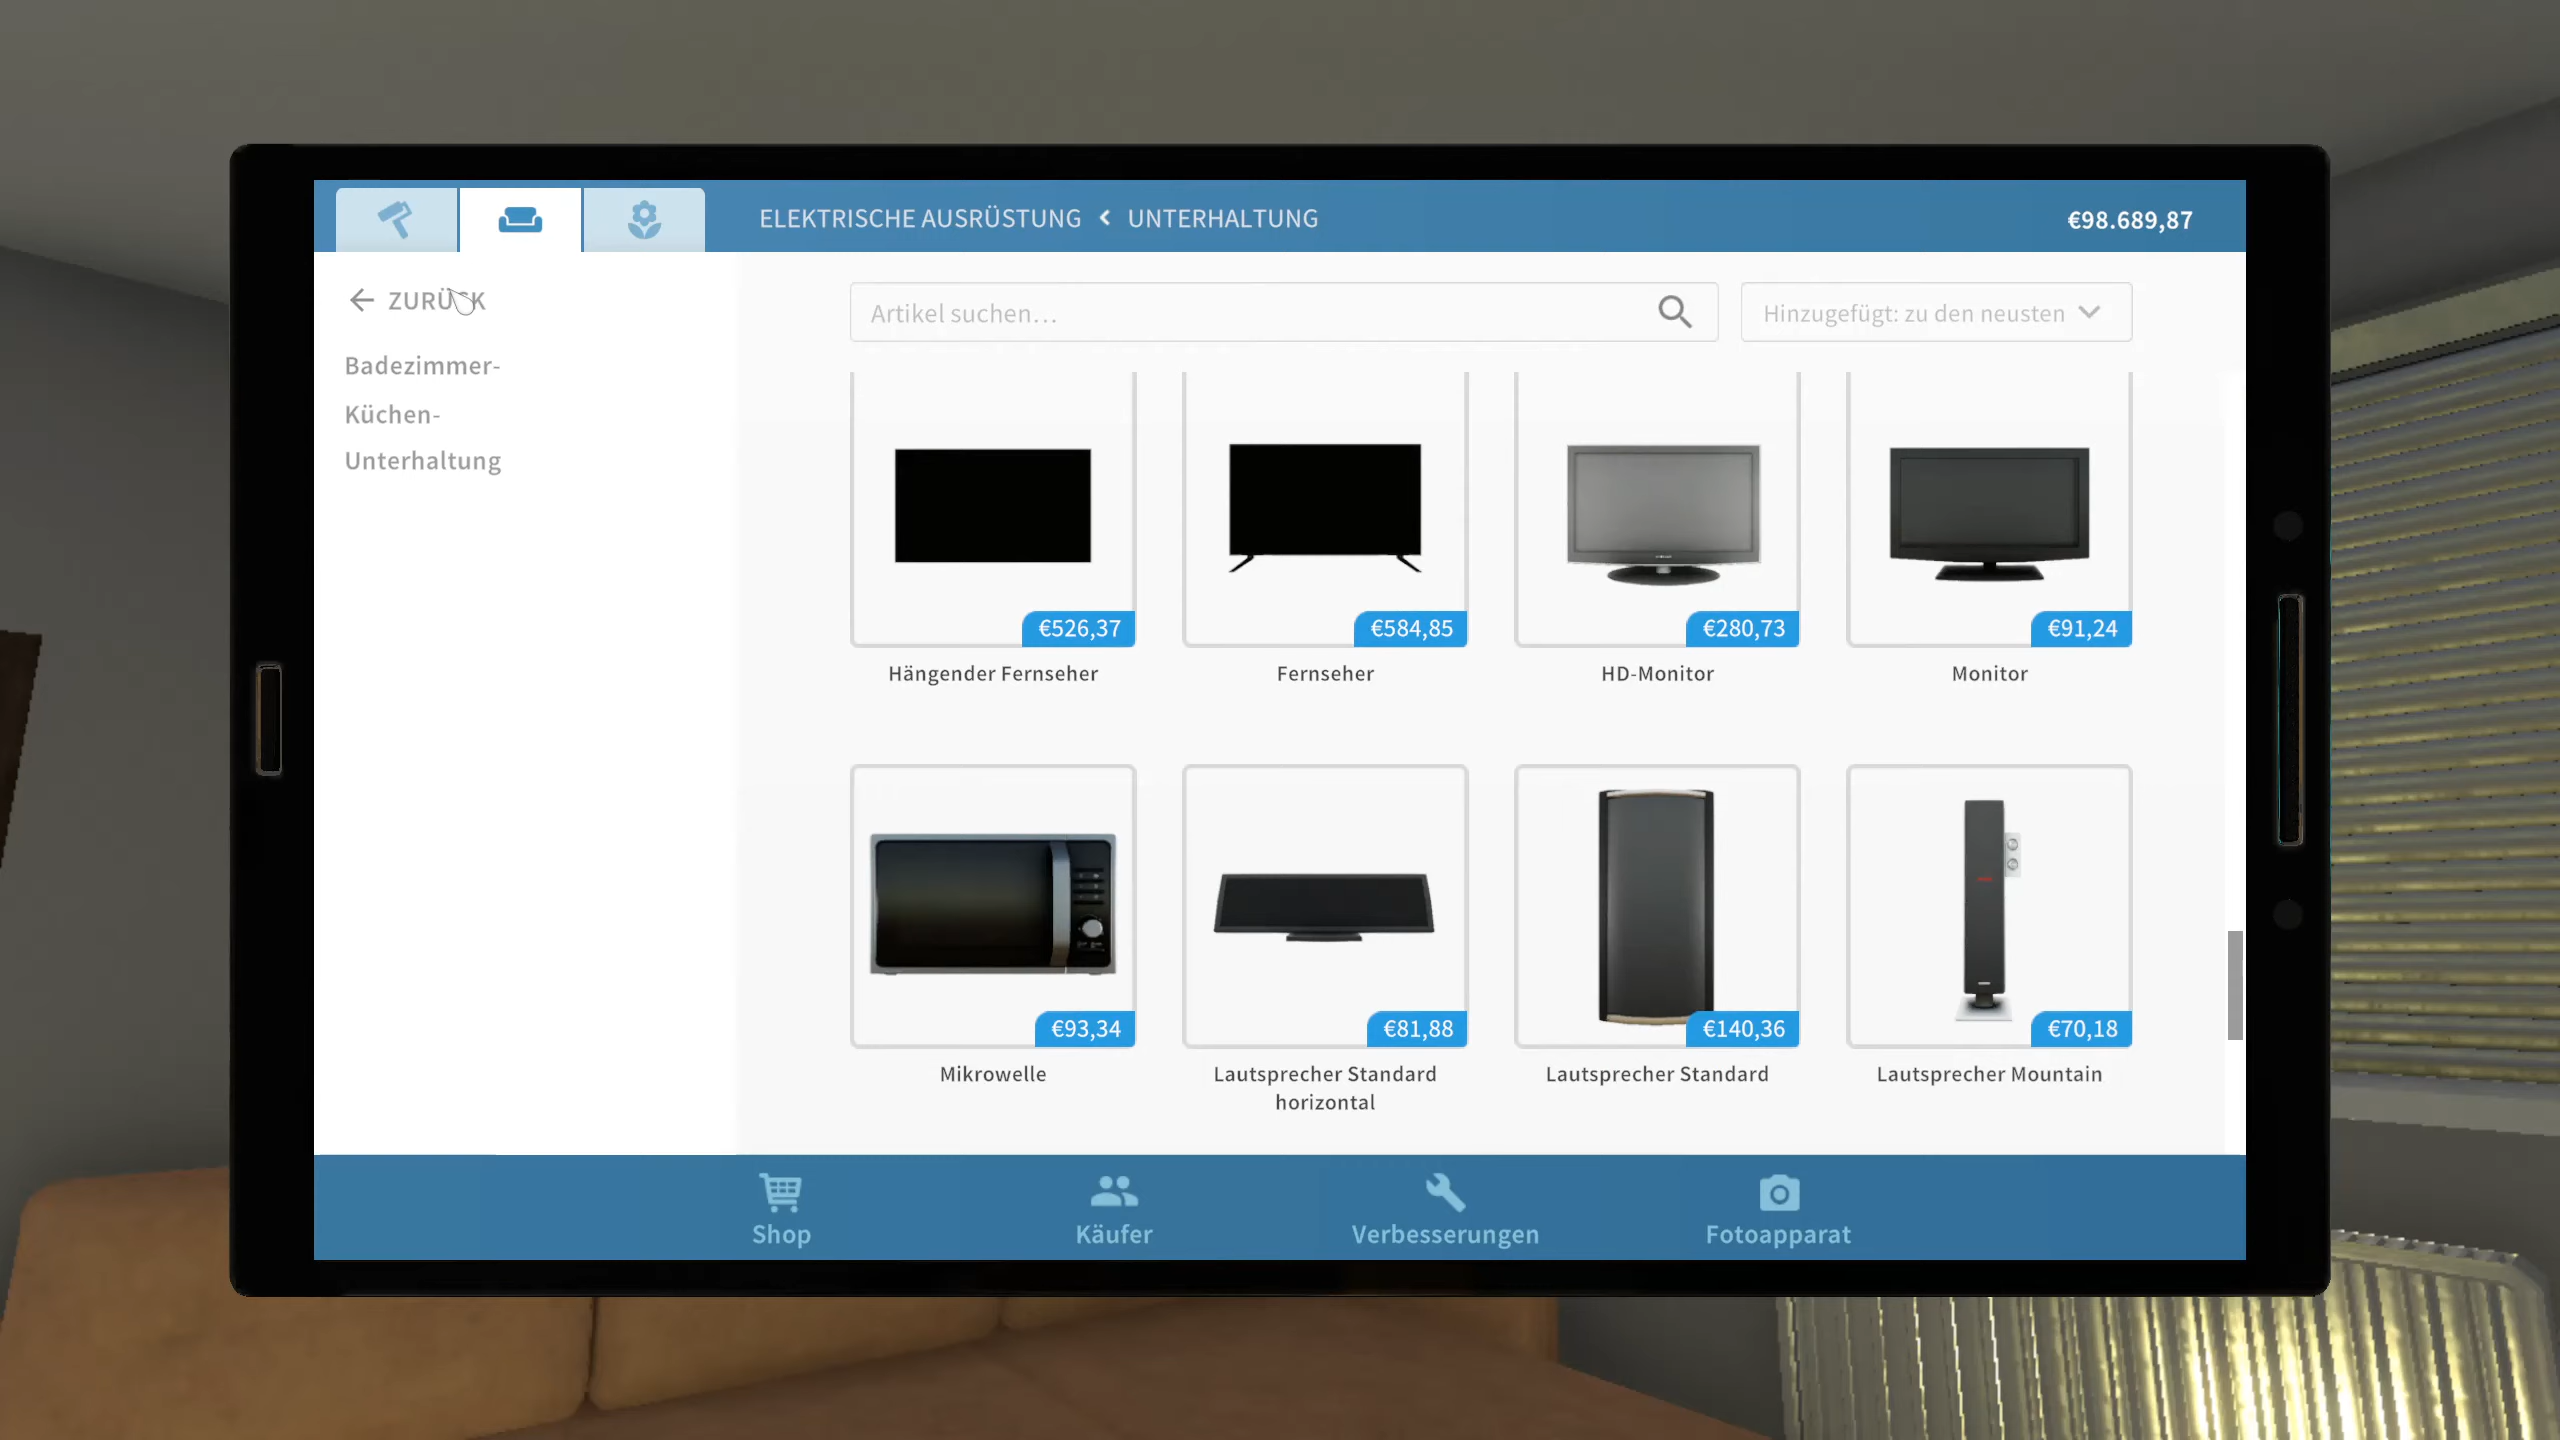 ELEKTRISCHE AUSRÜSTUNG
UNTERHALTUNG
€98.689,87
ZURÜCK
Badezimmer-
Küchen-
Unterhaltung
Artikel suchen…
Hinzugefügt: zu den neusten
€526,37
€584,85
€280,73
€91,24
Hängender Fernseher
Fernseher
HD-Monitor
Monitor
€93,34
€81,88
€140,36
€70,18
Mikrowelle
Lautsprecher Standard
horizontal
Lautsprecher Standard
Lautsprecher Mountain
Shop
Käufer
Verbesserungen
Fotoapparat